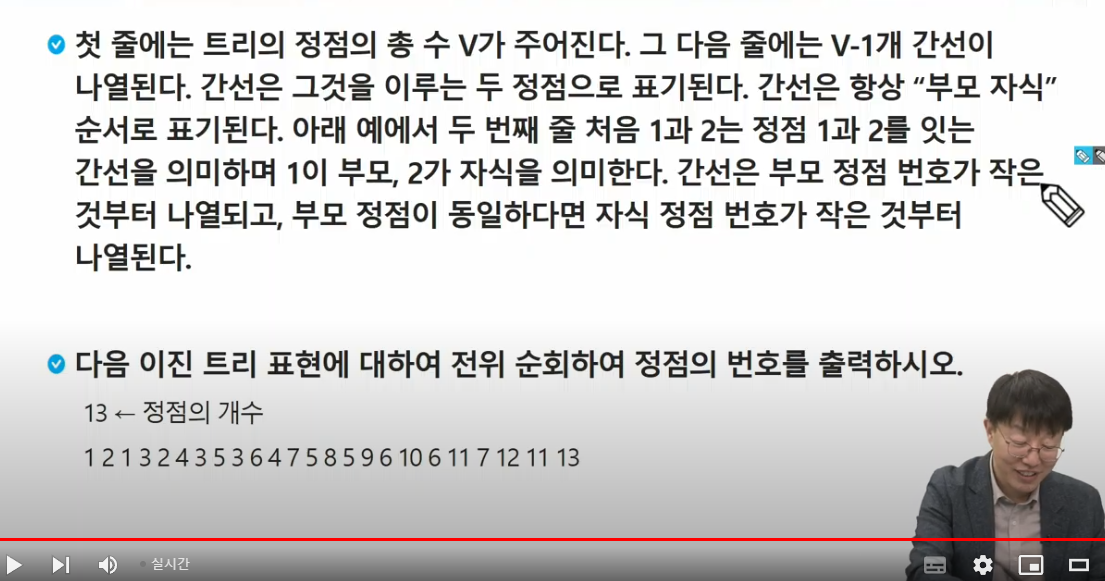 첫 줄에는 트리의 정점의 총 수 V가 주어진다. 그 다음 줄에는 V-1개 간선이
나열된다. 간선은 그것을 이루는 두 정점으로 표기된다. 간선은 항상 “부모 자식”
순서로 표기된다. 아래 예에서 두 번째 줄 처음 1과 2는 정점 1과 2를 잇는
간선을 의미하며 1이 부모, 2가 자식을 의미한다. 간선은 부모 정점 번호가 작은
것부터 나열되고, 부모 정점이 동일하다면 자식 정점 번호가 작은 것부터
나열된다.
다음 이진 트리 표현에 대하여 전위 순회하여 정점의 번호를 출력하시오.
13 ← 정점의 개수
1 2 1 3 2 4 3 5 3 6 4 7 5 8 5 9 6 10 6 11 7 12 11 13
실시간